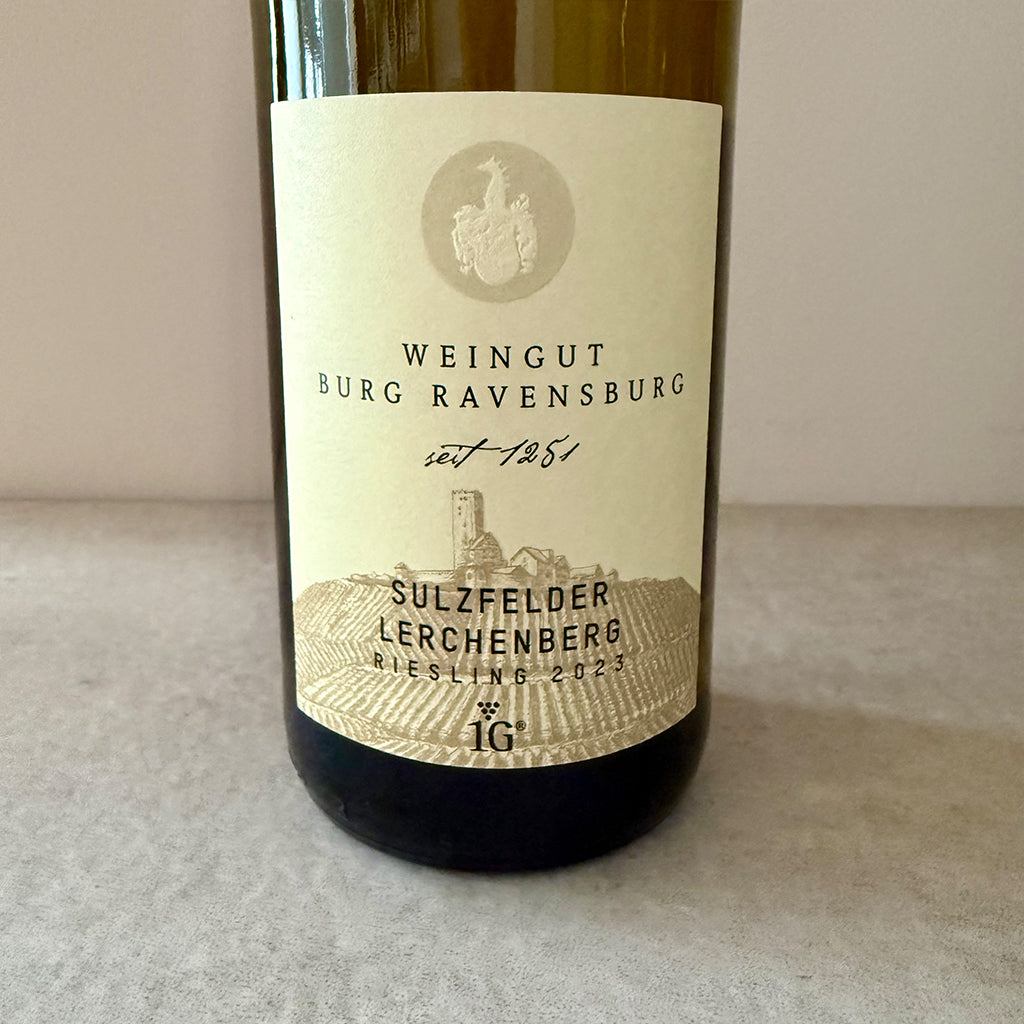 WEINGUT
BURG RAVENSBURG
seit 1251
SULZFELDER
LERCHENBERG
RIESLING 2023
1G®